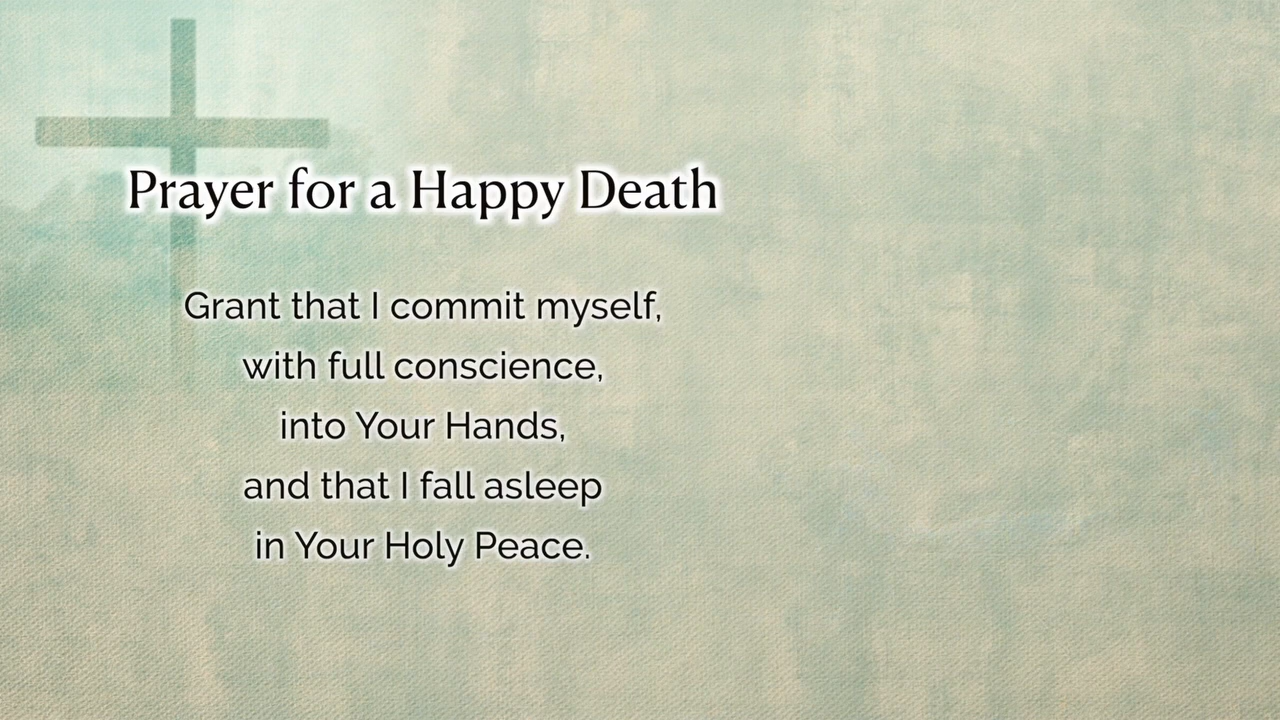 Prayer for a Happy Death
Grant that I commit myself,
with full conscience,
into Your Hands,
and that I fall asleep
in Your Holy Peace.